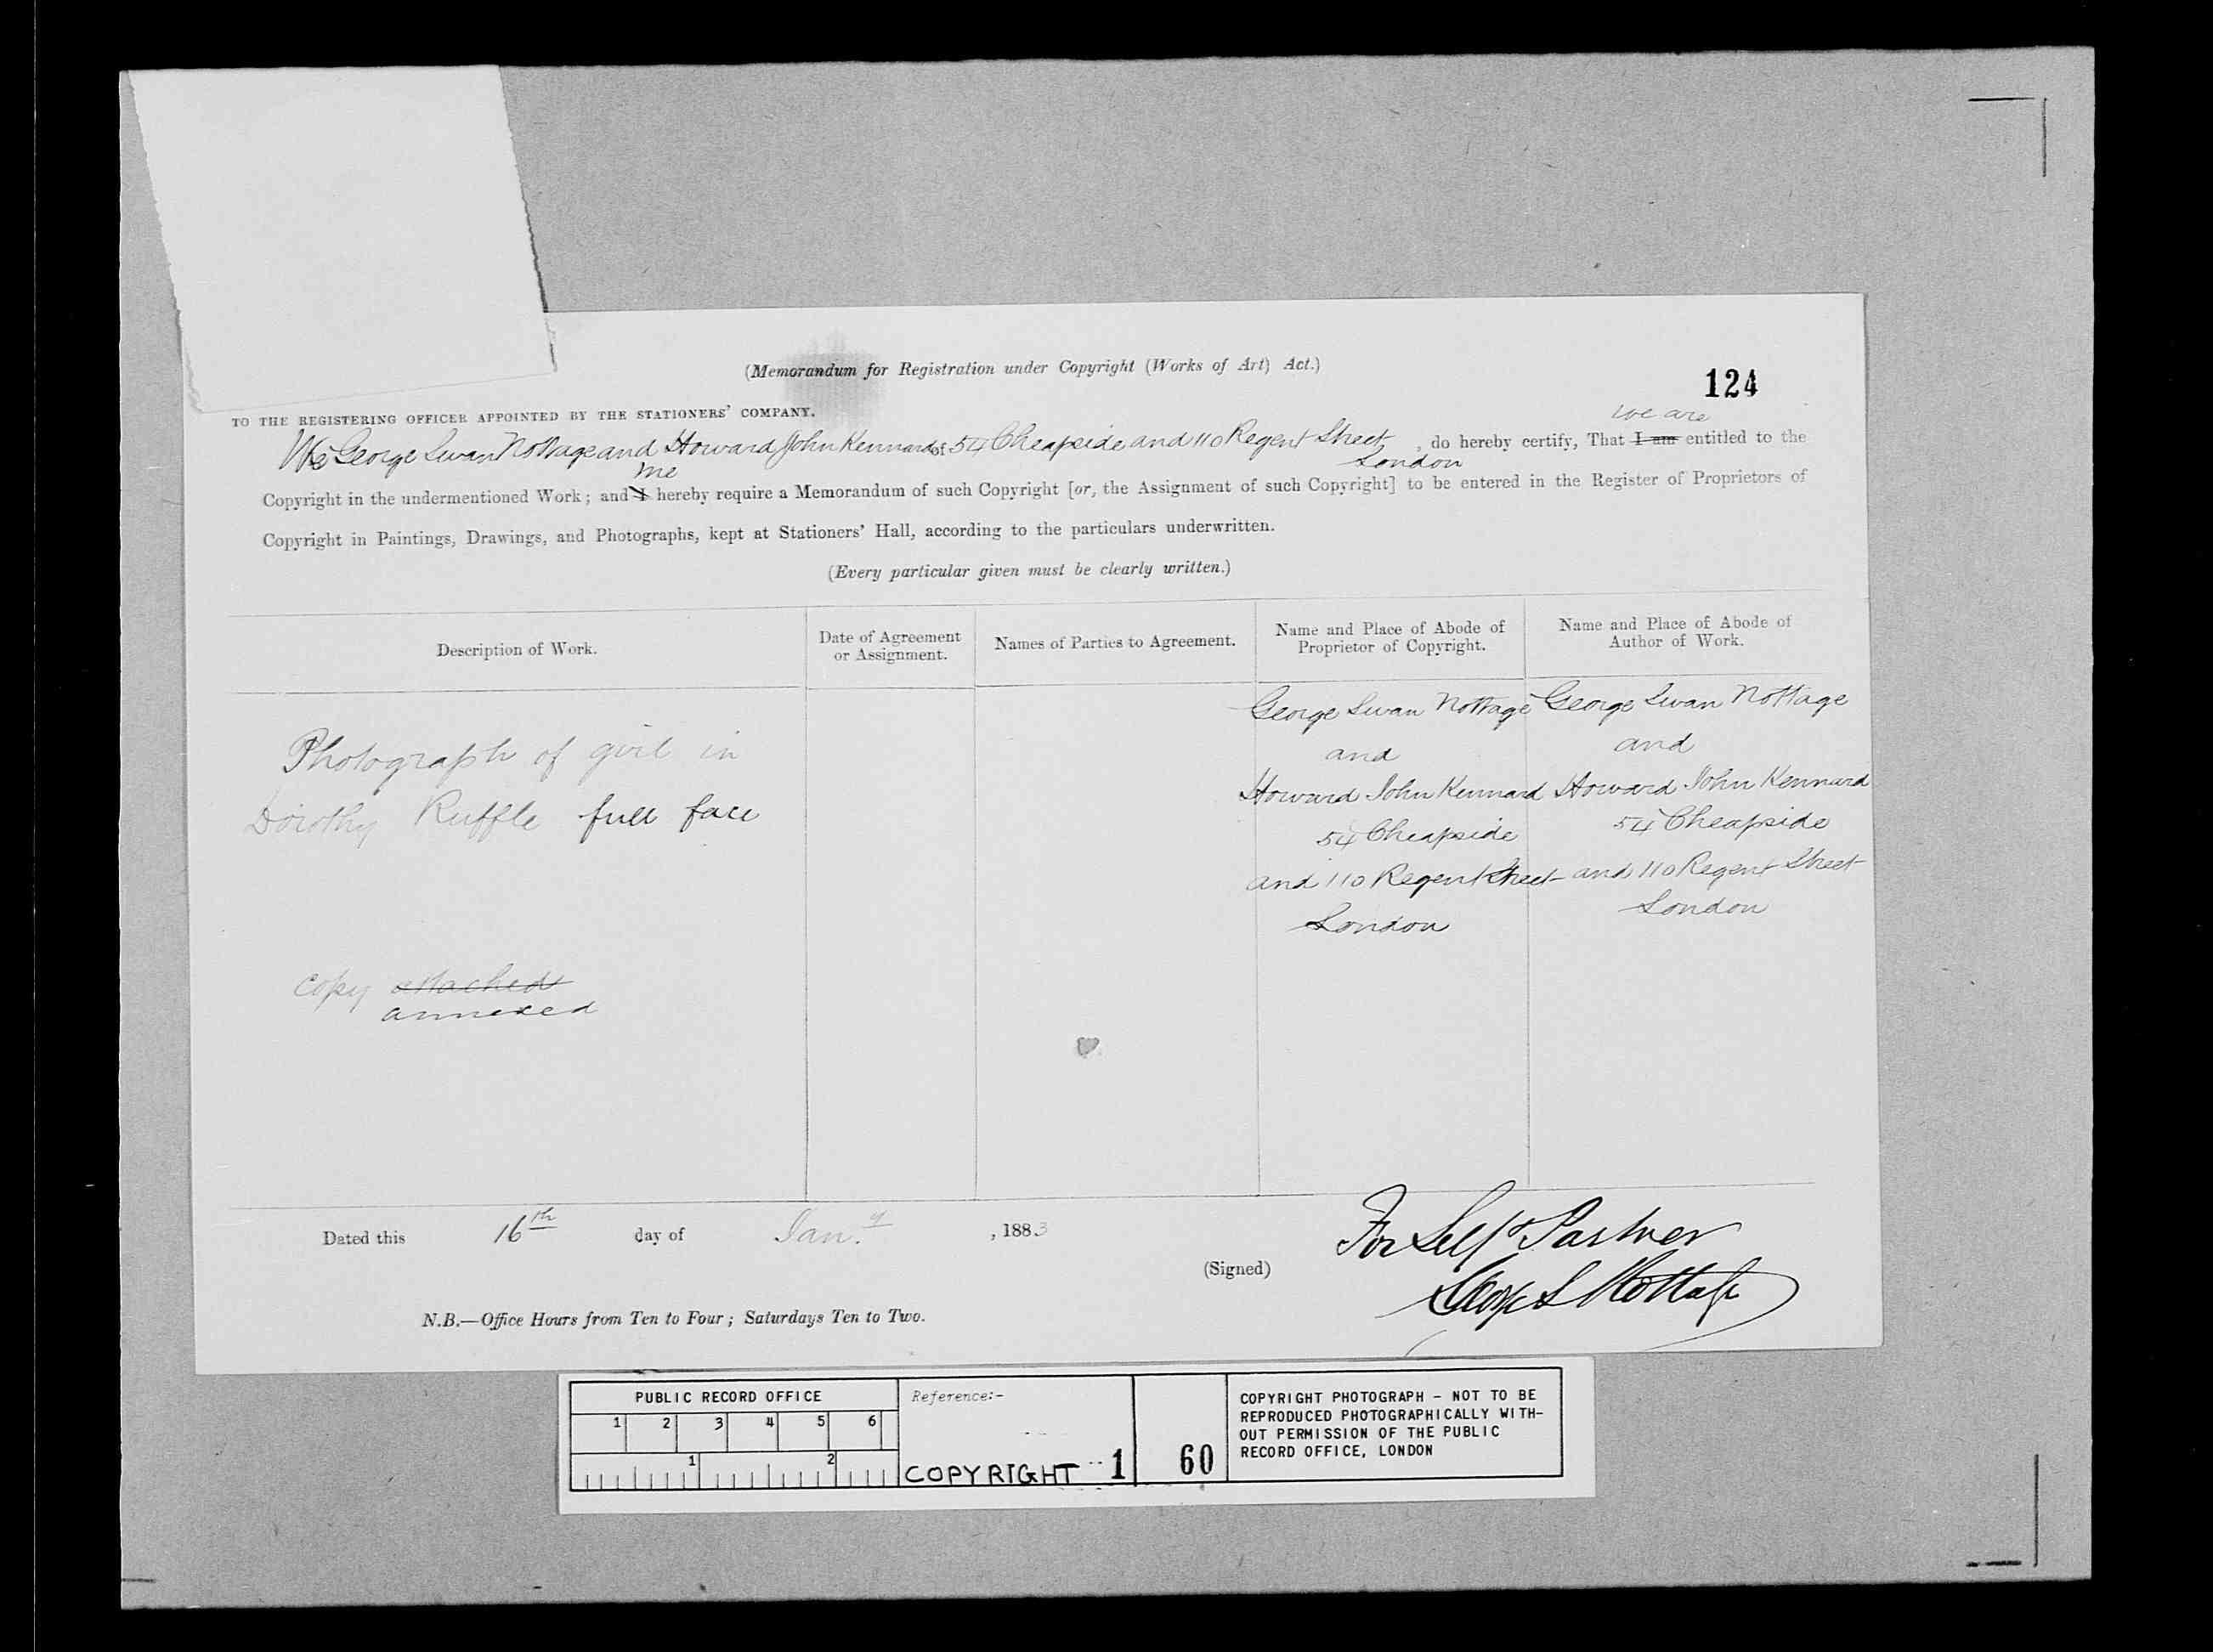 (Memorandum for Registration under Copyright (Works of Art) Act.)
124
TO THE REGISTERING OFFICER APPOINTED BY THE STATIONERS' COMPANY.
we are
We George Swan Nottage and Howard John Kennard of 54 Cheapside and 110 Regent Street, do hereby certify, That I am entitled to the
London
we
Copyright in the undermentioned Work; and I hereby require a Memorandum of such Copyright [or, the Assignment of such Copyright] to be entered in the Register of Proprietors of
Copyright in Paintings, Drawings, and Photographs, kept at Stationers' Hall, according to the particulars underwritten.
(Every particular given must be clearly written.)
Description of Work.
Date of Agreement
or Assignment.
Names of Parties to Agreement.
Name and Place of Abode of
Proprietor of Copyright.
Name and Place of Abode of
Author of Work.
Photograph of girl in
Dorothy Ruffle full face
copy attached
annexed
George Swan Nottage
and
Howard John Kennard
54 Cheapside
and 110 Regent Street
London
George Swan Nottage
and
Howard John Kennard
54 Cheapside
and 110 Regent Street
London
Dated this 16th day of Jan.y, 1883
(Signed)
For Self & Partner
George S Nottage
N.B.—Office Hours from Ten to Four; Saturdays Ten to Two.
PUBLIC RECORD OFFICE
1 2 3 4 5 6
1 2
Reference:-
COPYRIGHT 1
60
COPYRIGHT PHOTOGRAPH - NOT TO BE
REPRODUCED PHOTOGRAPHICALLY WITH-
OUT PERMISSION OF THE PUBLIC
RECORD OFFICE, LONDON